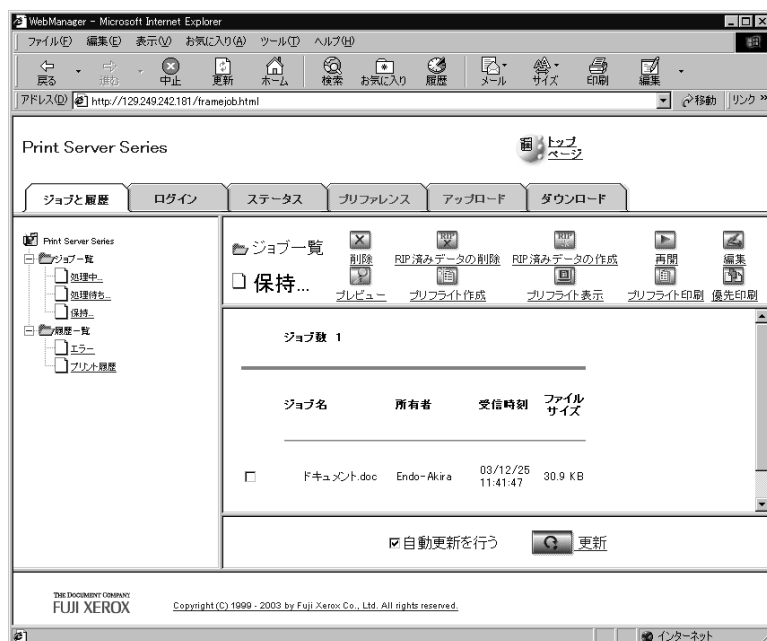 WebManager - Microsoft Internet Explorer
ファイル(F) 編集(E) 表示(V) お気に入り(A) ツール(T) ヘルプ(H)
戻る 進む 中止 更新 ホーム 検索 お気に入り 履歴 メール サイズ 印刷 編集
アドレス(D) http://129.249.242.181/framejob.html 移動 リンク »
Print Server Series
トップ
ページ
ジョブと履歴 ログイン ステータス プリファレンス アップロード ダウンロード
Print Server Series
ジョブ一覧
処理中...
処理待ち...
保持...
履歴一覧
エラー
プリント履歴
ジョブ一覧
保持...
削除 RIP済みデータの削除 RIP済みデータの作成 再開 編集
プレビュー プリフライト作成 プリフライト表示 プリフライト印刷 優先印刷
ジョブ数 1
ジョブ名 所有者 受信時刻 ファイル
サイズ
ドキュメント.doc Endo-Akira 03/12/25
11:41:47 30.9 KB
自動更新を行う 更新
THE DOCUMENT COMPANY
FUJI XEROX
Copyright (C) 1999 - 2003 by Fuji Xerox Co., Ltd. All rights reserved.
インターネット